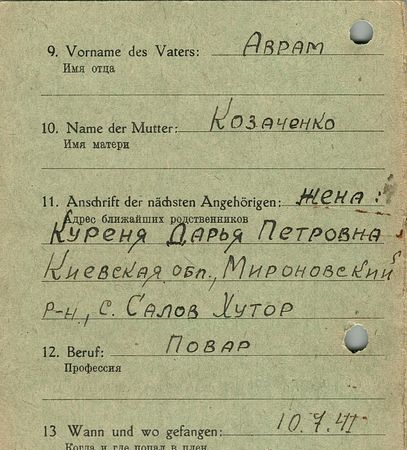 9. Vorname des Vaters: АВРАМ
Имя отца
10. Name der Mutter: КОЗАЧЕНКО
Имя матери
11. Anschrift der nächsten Angehörigen: ЖЕНА:
Адрес ближайших родственников
КУРЕНЯ ДАРЬЯ ПЕТРОВНА
КИЕВСКАЯ ОБЛ., МИРОНОВСКИЙ
Р-Н., С. САЛОВ ХУТОР
12. Beruf: ПОВАР
Профессия
13 Wann und wo gefangen: 10.7.41
Когда и где попал в плен